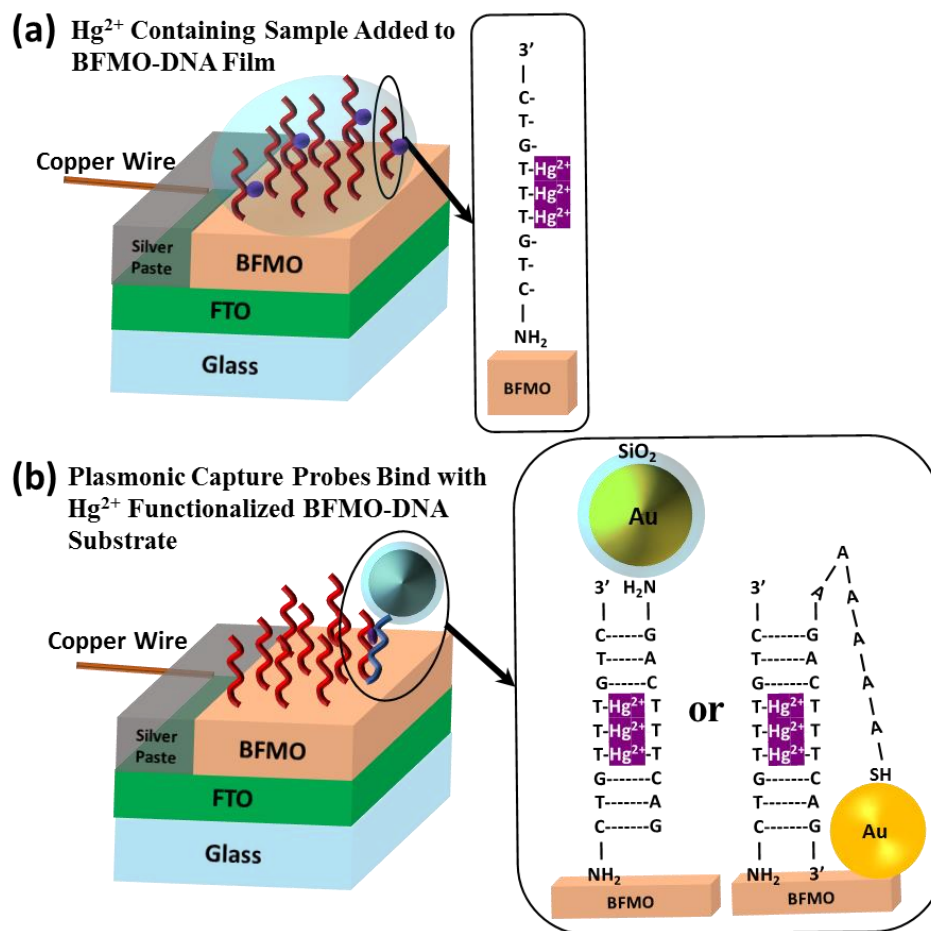 (a) Hg²⁺ Containing Sample Added to
BFMO-DNA Film
Copper Wire
Silver
Paste
BFMO
FTO
Glass
3’
C-
T-
G-
T-Hg²⁺
T-Hg²⁺
T-Hg²⁺
G-
T-
C-
NH₂
BFMO
(b) Plasmonic Capture Probes Bind with
Hg²⁺ Functionalized BFMO-DNA
Substrate
Copper Wire
Silver
Paste
BFMO
FTO
Glass
SiO₂
Au
3’ H₂N
C-------G
T-------A
G-------C
T-Hg²⁺-T
T-Hg²⁺-T
T-Hg²⁺-T
G-------C
T-------A
C-------G
NH₂
BFMO
or
3’
C-------G
T-------A
G-------C
T-Hg²⁺-T
T-Hg²⁺-T
T-Hg²⁺-T
G-------C
T-------A
C-------G
NH₂ 3’
A
A
A
A
A
A
SH
Au
BFMO